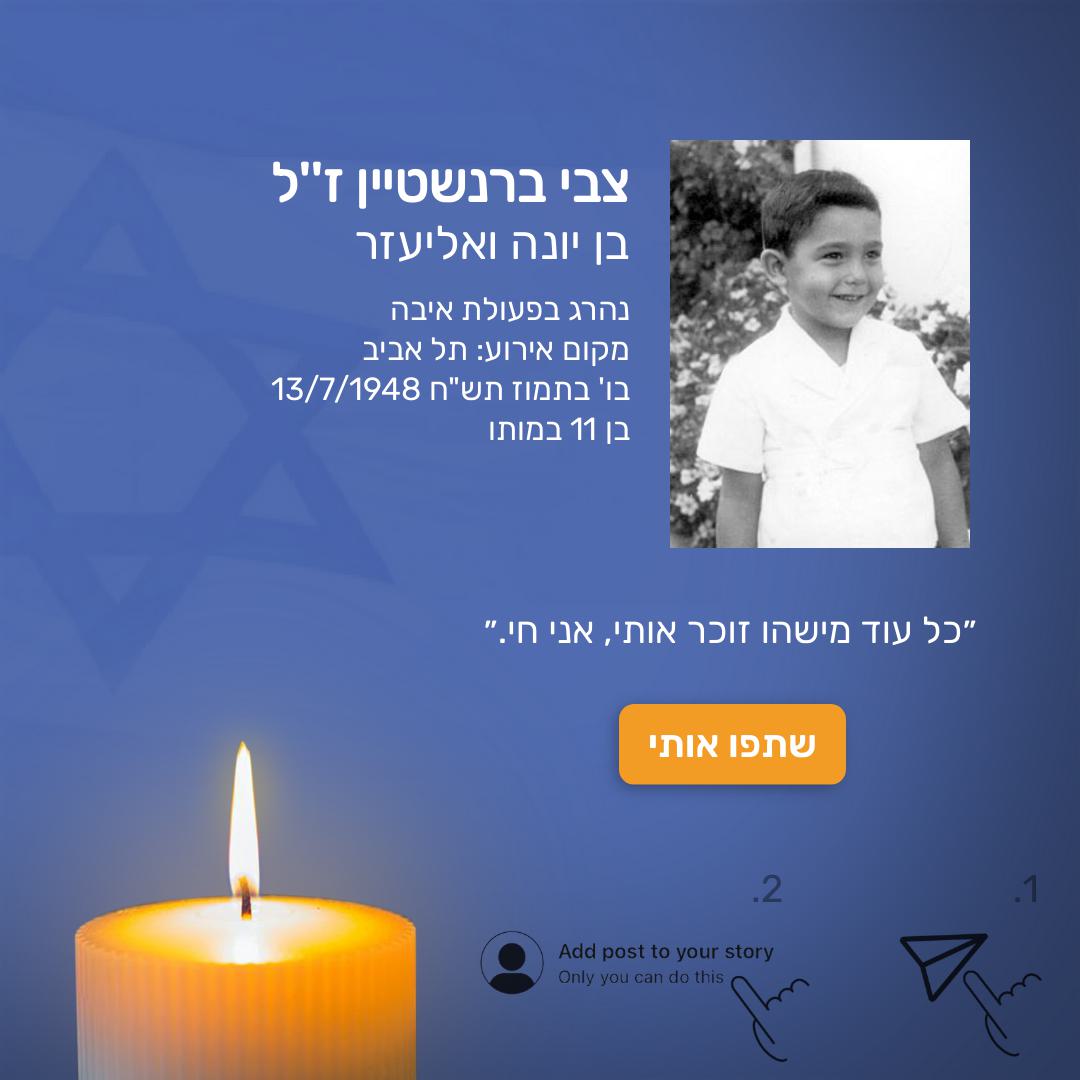 צבי ברנשטיין ז"ל
בן יונה ואליעזר
נהרג בפעולת איבה
מקום אירוע: תל אביב
בו' בתמוז תש"ח 13/7/1948
בן 11 במותו
״כל עוד מישהו זוכר אותי, אני חי.״
שתפו אותי
1.
2.
Add post to your story
Only you can do this